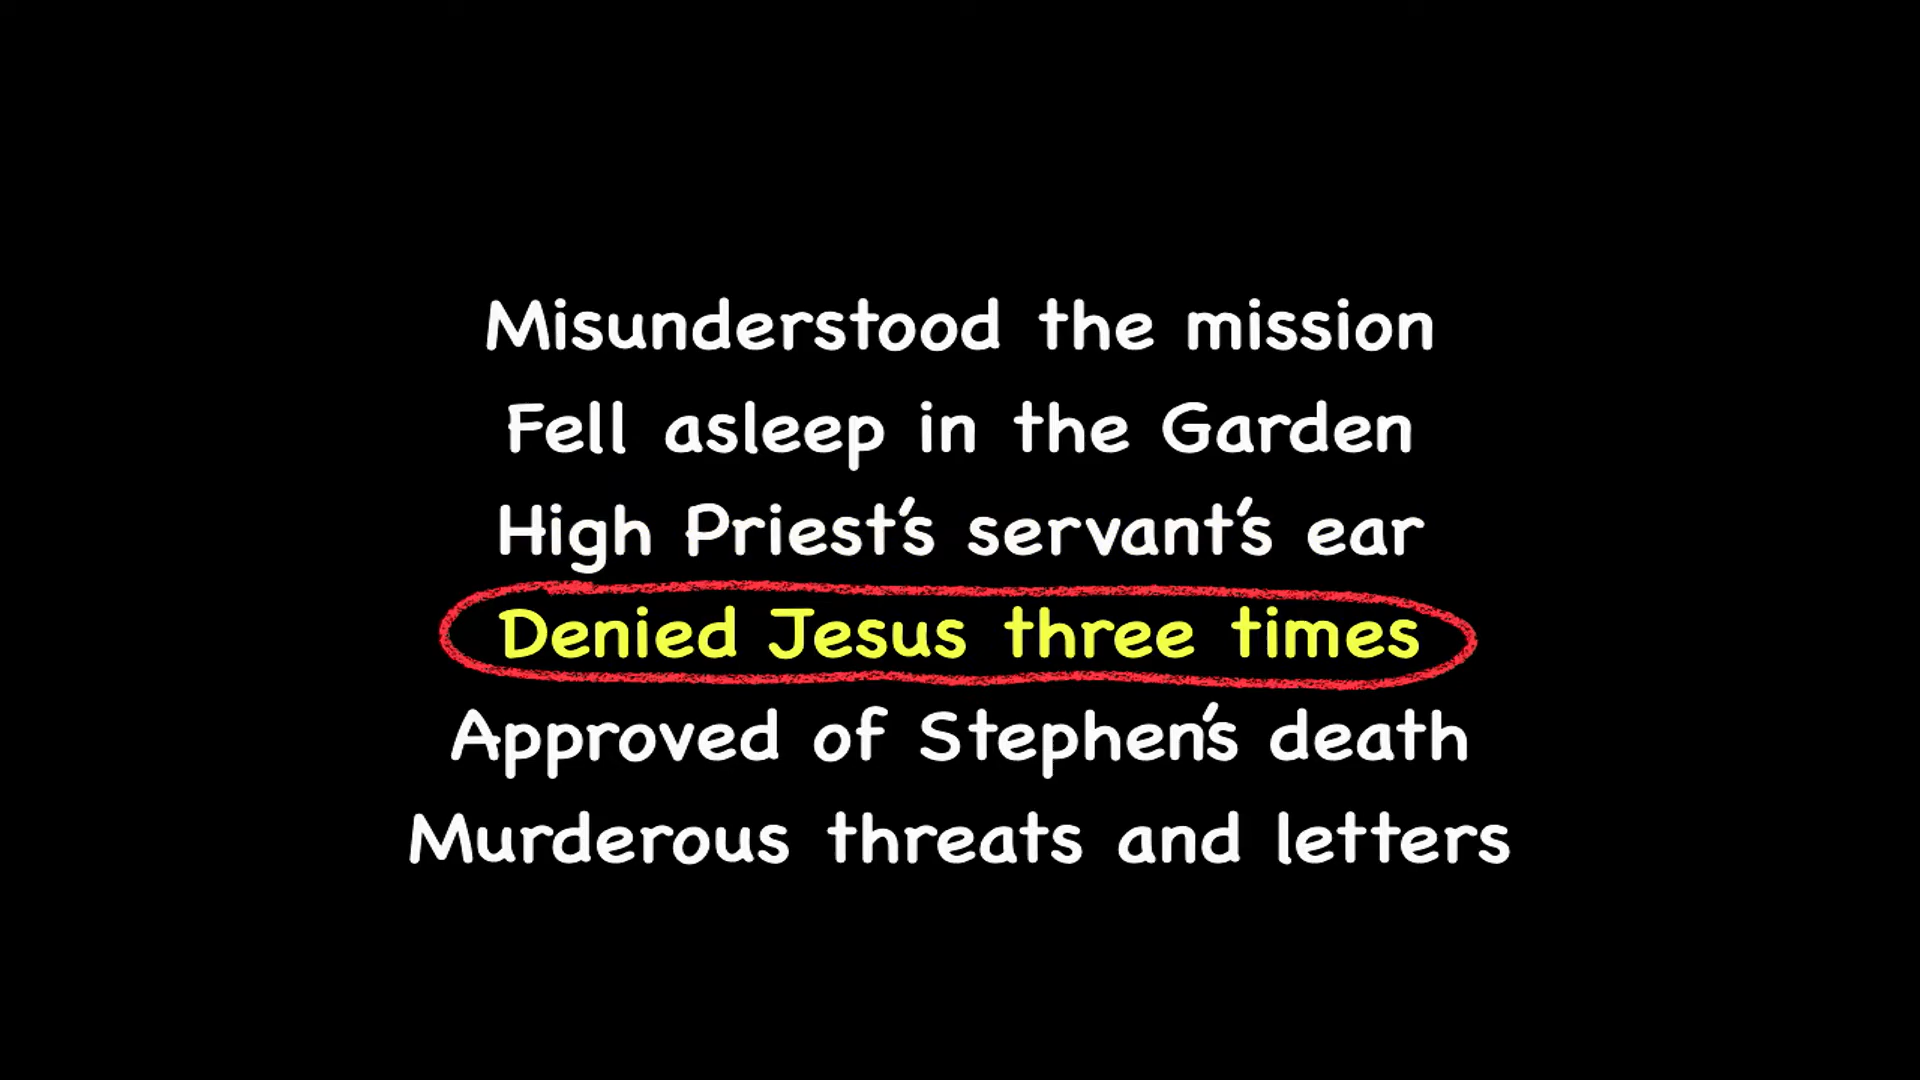 Misunderstood the mission
Fell asleep in the Garden
High Priest's servant's ear
Denied Jesus three times
Approved of Stephen's death
Murderous threats and letters